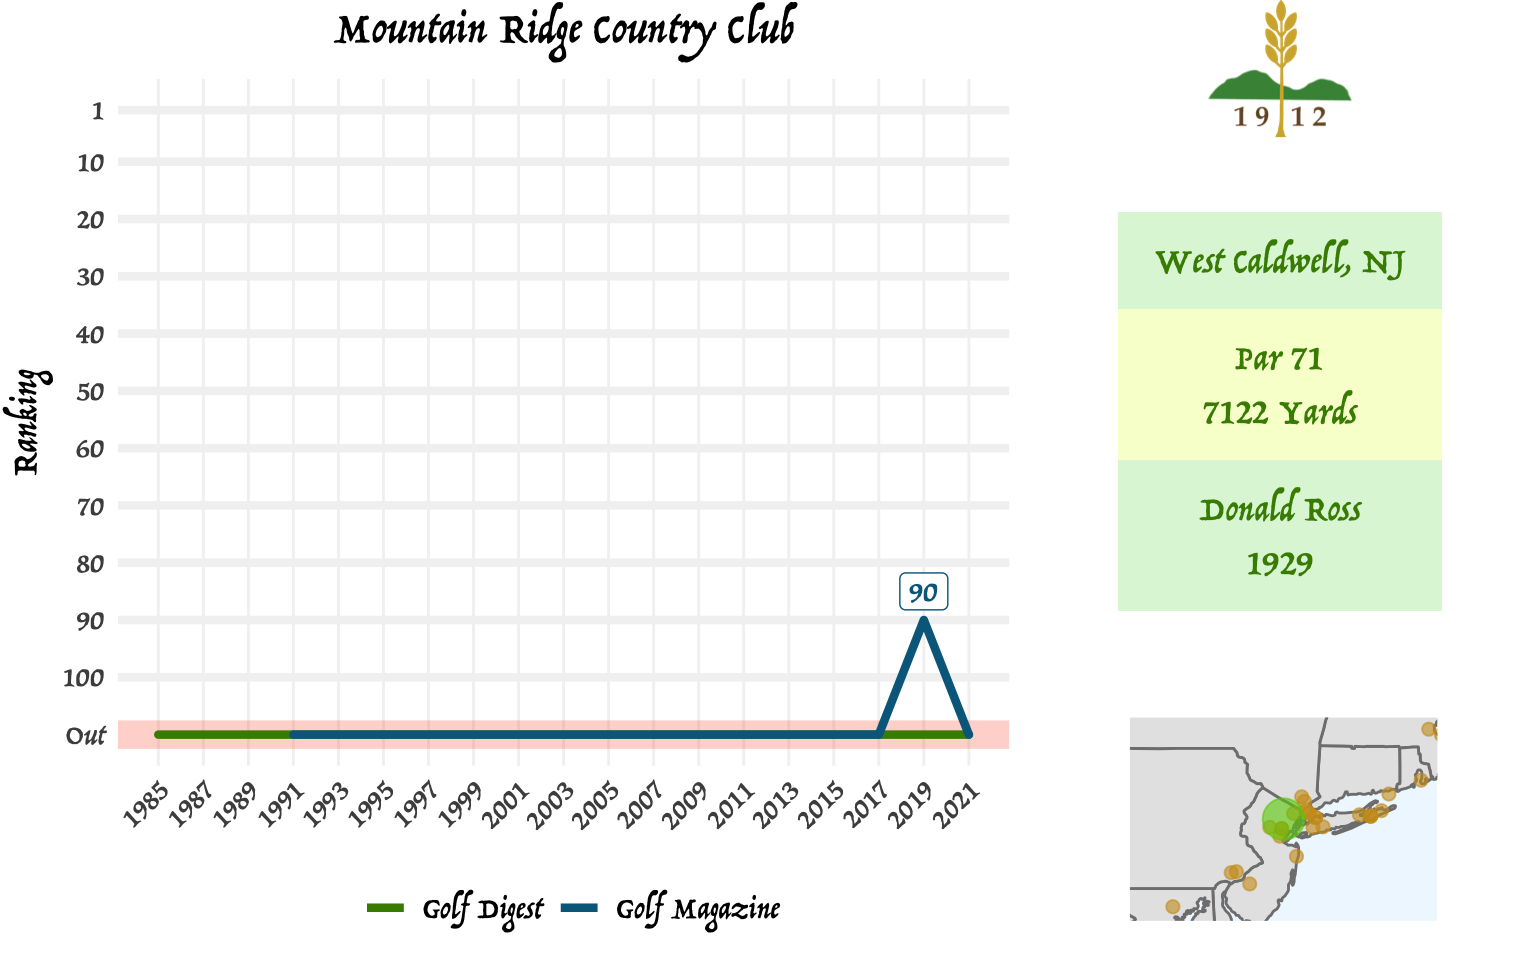 Mountain Ridge Country Club
Ranking
1
10
20
30
40
50
60
70
80
90
100
Out
90
1985 1987 1989 1991 1993 1995 1997 1999 2001 2003 2005 2007 2009 2011 2013 2015 2017 2019 2021
Golf Digest Golf Magazine
19 12
West Caldwell, NJ
Par 71
7122 Yards
Donald Ross
1929